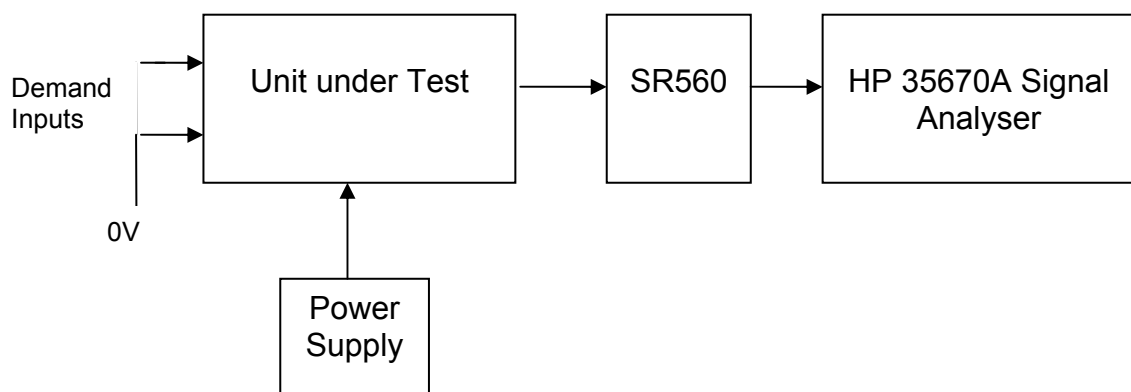 Demand
Inputs
0V
Unit under Test
SR560
HP 35670A Signal
Analyser
Power
Supply